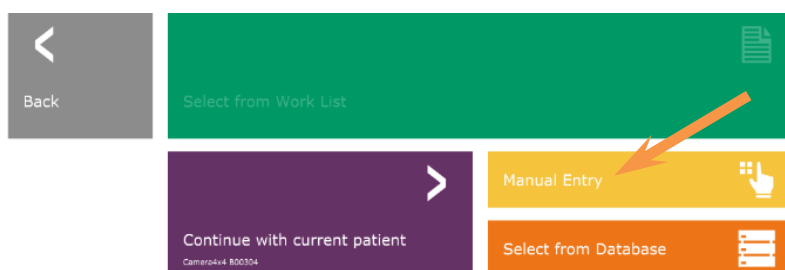 Back
Select from Work List
Manual Entry
Continue with current patient
Camera4x4 B00304
Select from Database